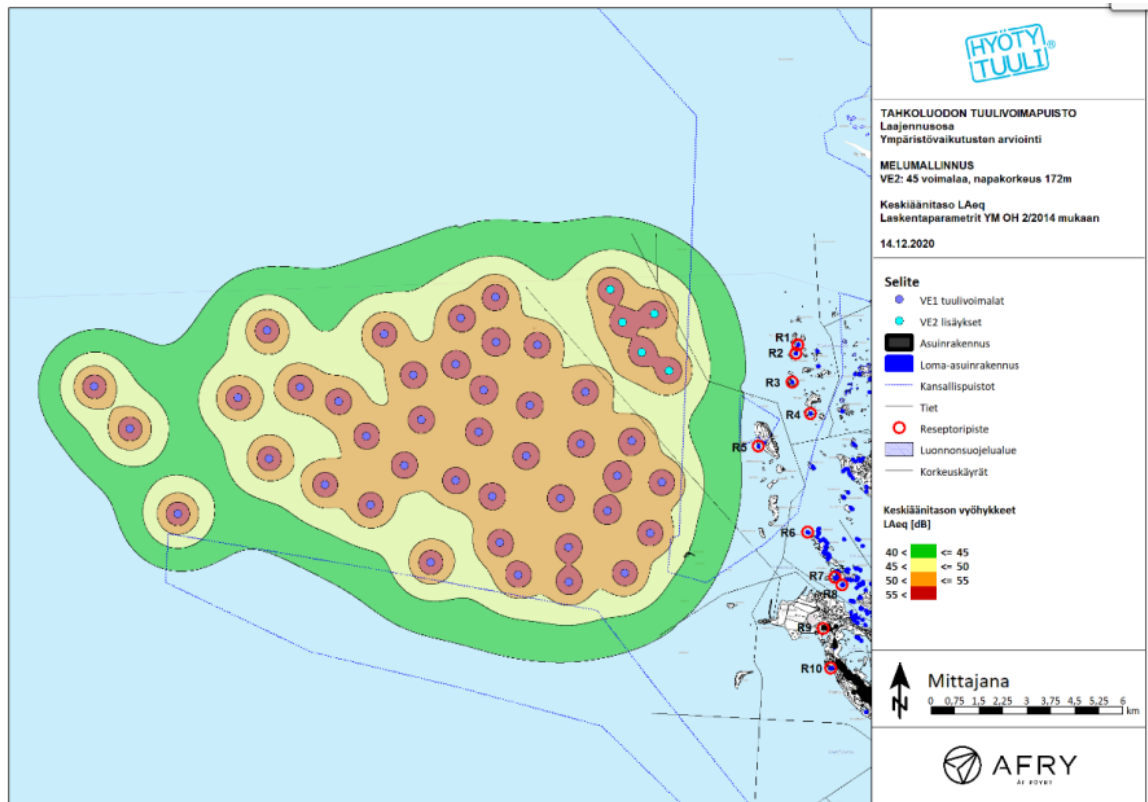 HYÖTY
TUULI®
TAHKOLUODON TUULIVOIMAPUISTO
Laajennusosa
Ympäristövaikutusten arviointi
MELUMALLINNUS
VE2: 45 voimalaa, napakorkeus 172m
Keskiäänitaso LAeq
Laskentaparametrit YM OH 2/2014 mukaan
14.12.2020
Selite
VE1 tuulivoimalat
VE2 lisäykset
Asuinrakennus
Loma-asuinrakennus
Kansallispuistot
Tiet
Reseptoripiste
Luonnonsuojelualue
Korkeuskäyrät
Keskiäänitason vyöhykkeet
LAeq [dB]
40 < <= 45
45 < <= 50
50 < <= 55
55 <
R1
R2
R3
R4
R5
R6
R7
R8
R9
R10
N
Mittajana
0 0,75 1,5 2,25 3 3,75 4,5 5,25 6
km
AFRY
ÅF PÖYRY